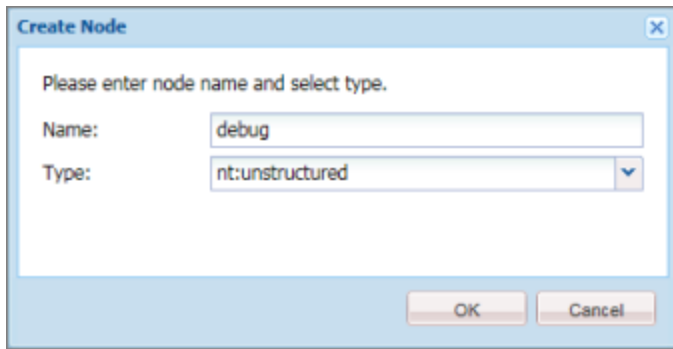 Create Node
Please enter node name and select type.
Name: debug
Type: nt:unstructured
OK Cancel